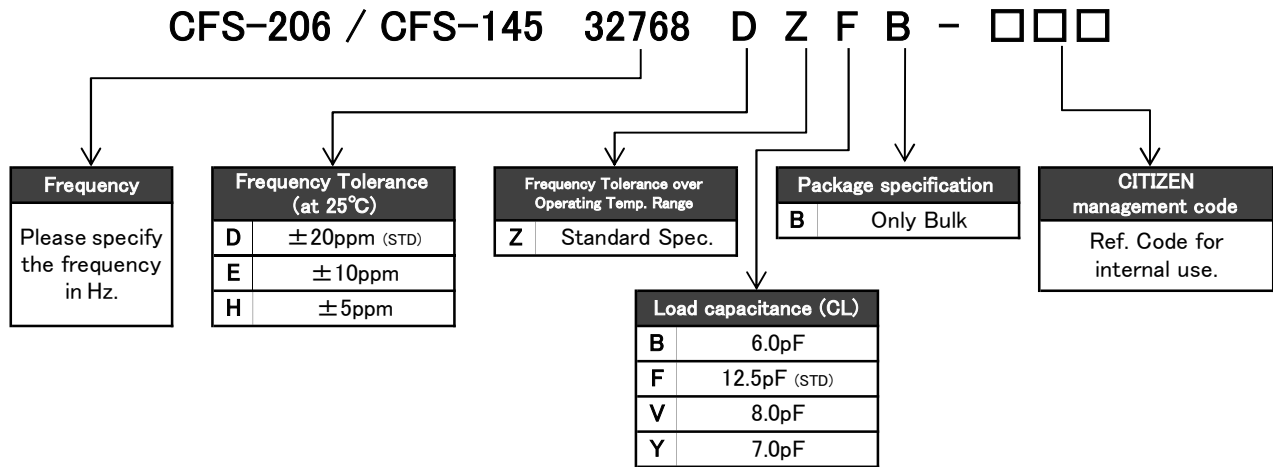 CFS-206 / CFS-145 32768 D Z F B - □□□
Frequency
Please specify
the frequency
in Hz.
Frequency Tolerance
(at 25℃)
D ±20ppm (STD)
E ±10ppm
H ±5ppm
Frequency Tolerance over
Operating Temp. Range
Z Standard Spec.
Load capacitance (CL)
B 6.0pF
F 12.5pF (STD)
V 8.0pF
Y 7.0pF
Package specification
B Only Bulk
CITIZEN
management code
Ref. Code for
internal use.